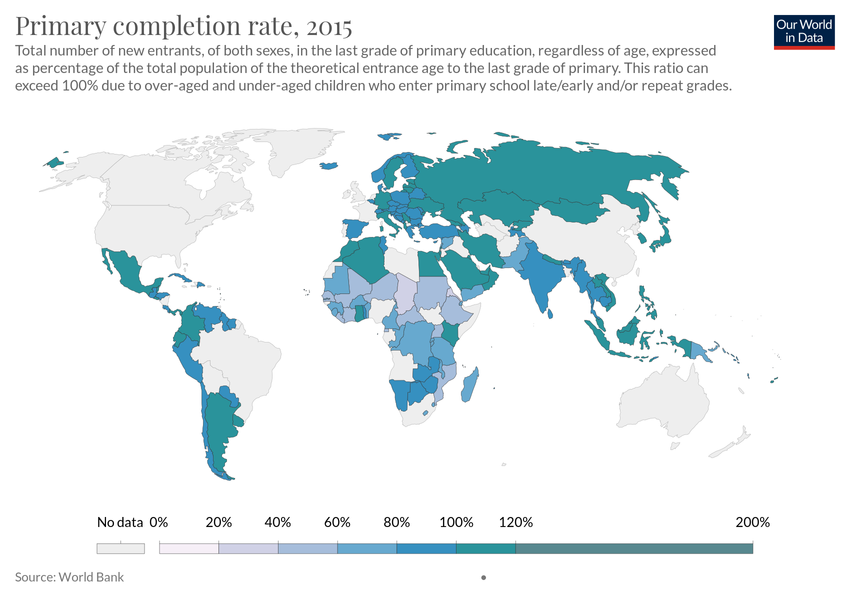 Primary completion rate, 2015
Our World
in Data
Total number of new entrants, of both sexes, in the last grade of primary education, regardless of age, expressed
as percentage of the total population of the theoretical entrance age to the last grade of primary. This ratio can
exceed 100% due to over-aged and under-aged children who enter primary school late/early and/or repeat grades.
No data 0% 20% 40% 60% 80% 100% 120% 200%
Source: World Bank